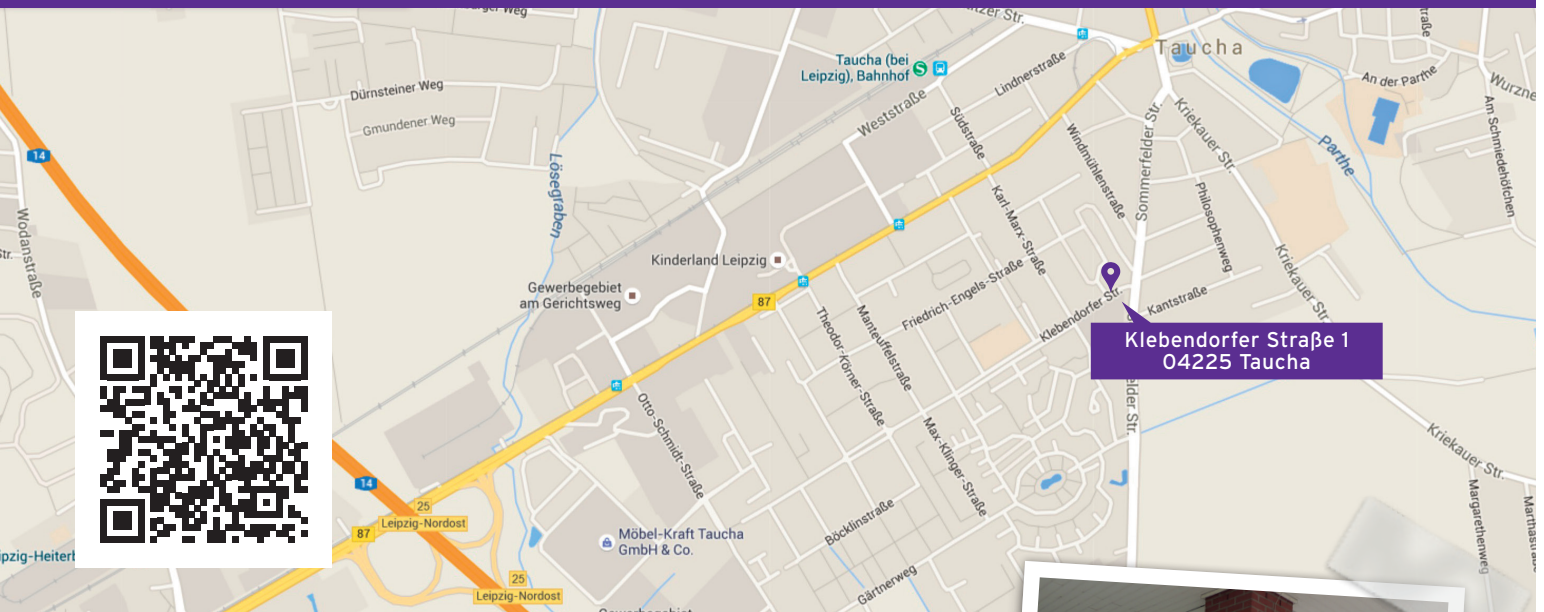 Taucha
Taucha (bei
Leipzig), Bahnhof
S
Lindnerstraße
An der Parthe
Dürnsteiner Weg
Gmundener Weg
Weststraße
Südstraße
Windmühlenstraße
Sommerfelder Str.
Kriekauer Str.
Parthe
Am Schmiedehöfchen
14
Lösegraben
Wodanstraße
Karl-Marx-Straße
Philosophenweg
Kinderland Leipzig
Gewerbegebiet
am Gerichtsweg
87
Friedrich-Engels-Straße
Klebendorfer Str.
Kantstraße
Kriekauer Str.
Theodor-Körner-Straße
Manteuffelstraße
Klebendorfer Straße 1
04225 Taucha
elder Str.
Otto-Schmidt-Straße
Max-Klinger-Straße
Kriekauer Str.
14
25
Leipzig-Nordost
87
Böcklinstraße
Möbel-Kraft Taucha
GmbH & Co.
Margarethenweg
Marthastraße
25
Leipzig-Nordost
Gärtnerweg